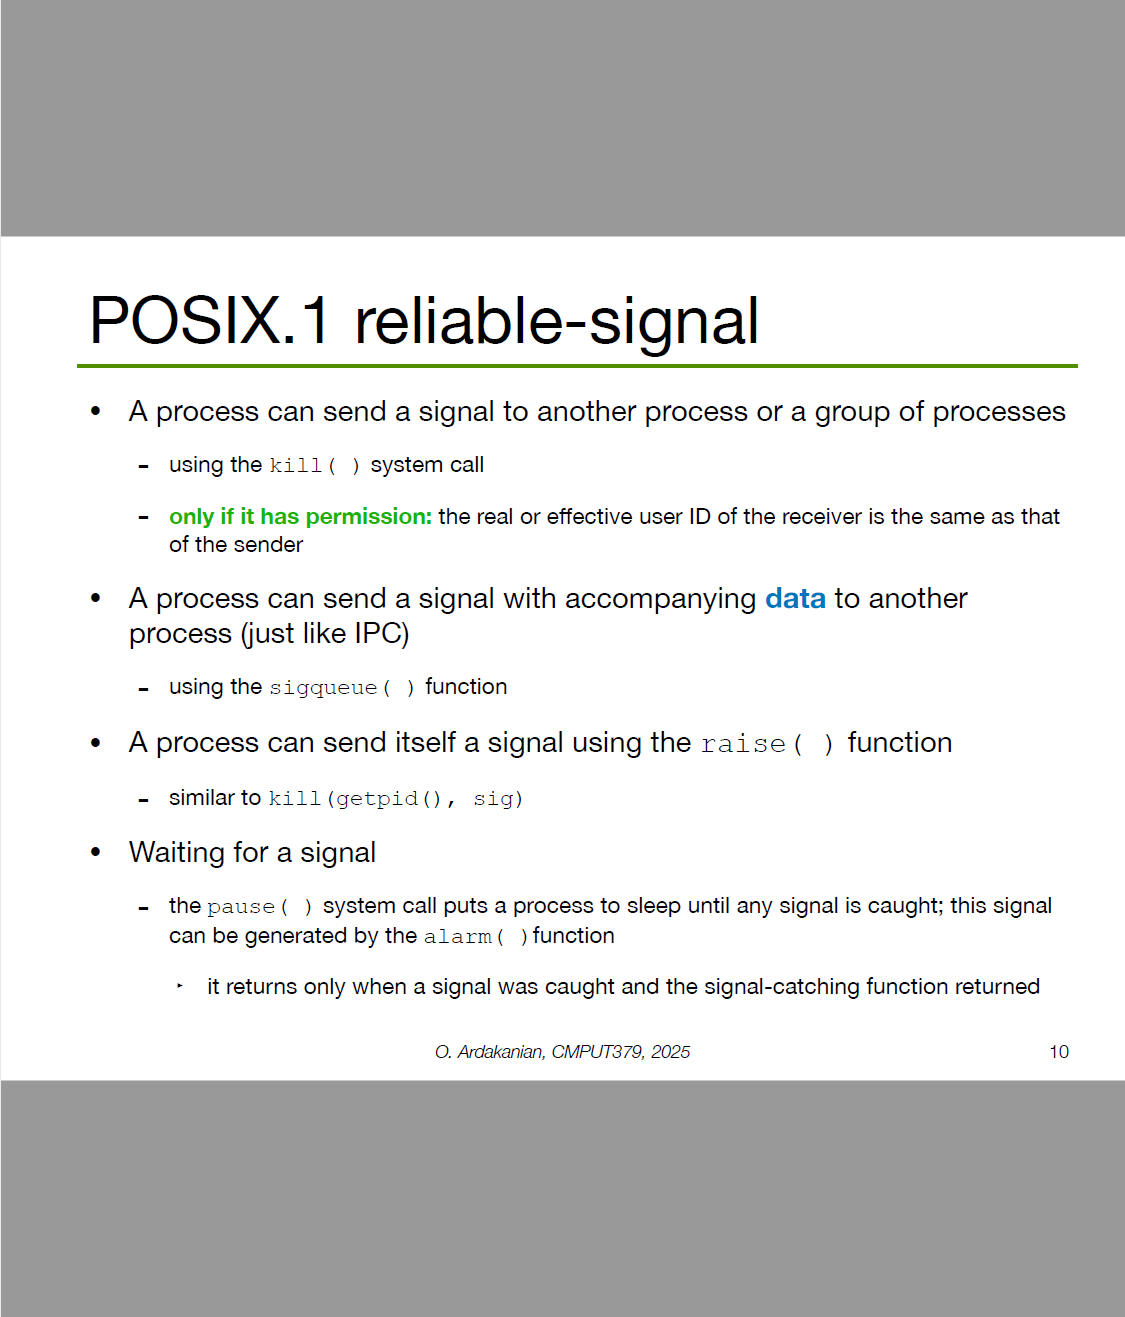 POSIX.1 reliable-signal
• A process can send a signal to another process or a group of processes
- using the kill( ) system call
- only if it has permission: the real or effective user ID of the receiver is the same as that
of the sender
• A process can send a signal with accompanying data to another
process (just like IPC)
- using the sigqueue( ) function
• A process can send itself a signal using the raise( ) function
- similar to kill(getpid(), sig)
• Waiting for a signal
- the pause( ) system call puts a process to sleep until any signal is caught; this signal
can be generated by the alarm( )function
‣ it returns only when a signal was caught and the signal-catching function returned
O. Ardakanian, CMPUT379, 2025 10